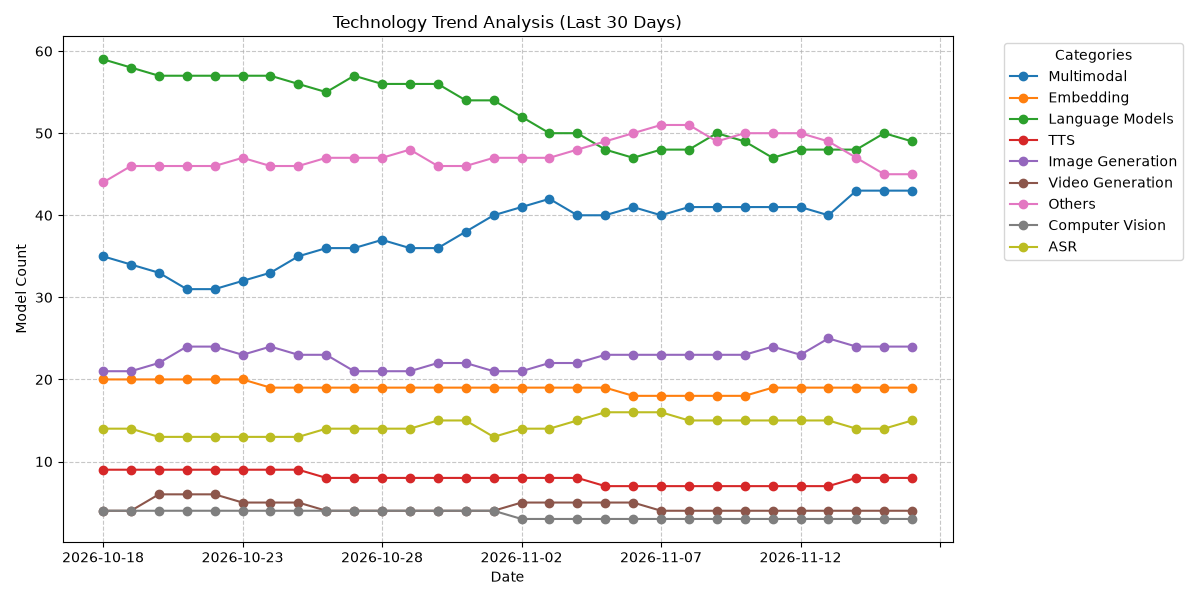 Technology Trend Analysis (Last 30 Days)
Categories
Multimodal
Embedding
Language Models
TTS
Image Generation
Video Generation
Others
Computer Vision
ASR
Model Count
60
50
40
30
20
10
2026-10-18
2026-10-23
2026-10-28
2026-11-02
2026-11-07
2026-11-12
Date